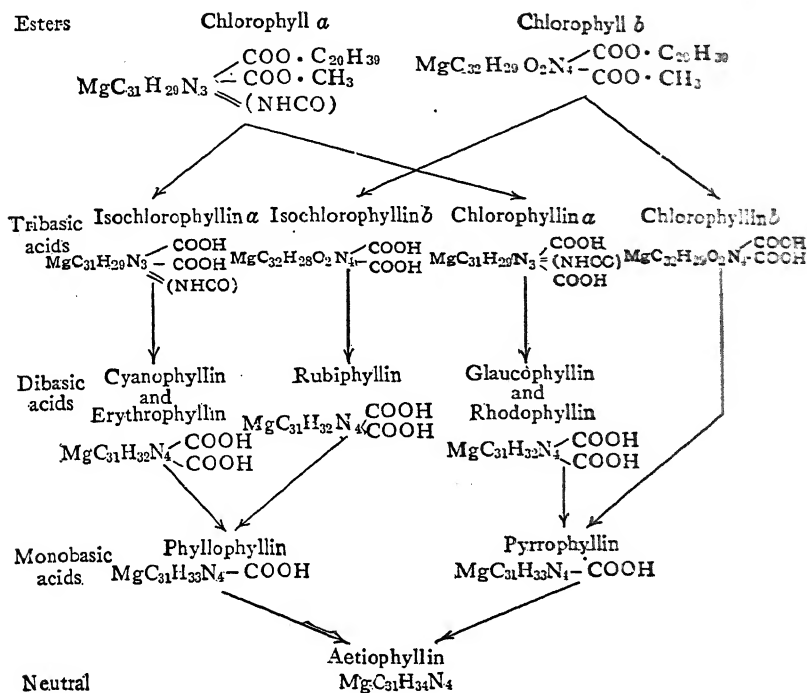 Esters
Chlorophyll a
Chlorophyll b
COO·C20H39
MgC31H29N3 COO·CH3
(NHCO)
COO·C20H39
MgC32H29O2N4 COO·CH3
Tribasic acids
Isochlorophyllin a
COOH
MgC31H29N3 COOH
(NHCO)
Isochlorophyllin b
COOH
MgC32H28O2N4 COOH
Chlorophyllin a
COOH
MgC31H29N3 (NHCO)
COOH
Chlorophyllin b
COOH
MgC32H29O2N4 COOH
Dibasic acids
Cyanophyllin
and
Erythrophyllin
COOH
MgC31H32N4 COOH
Rubiphyllin
COOH
MgC31H32N4 COOH
Glaucophyllin
and
Rhodophyllin
COOH
MgC31H32N4 COOH
Monobasic acids.
Phyllophyllin
MgC31H33N4–COOH
Pyrrophyllin
MgC31H33N4–COOH
Neutral
Aetiophyllin
MgC31H34N4